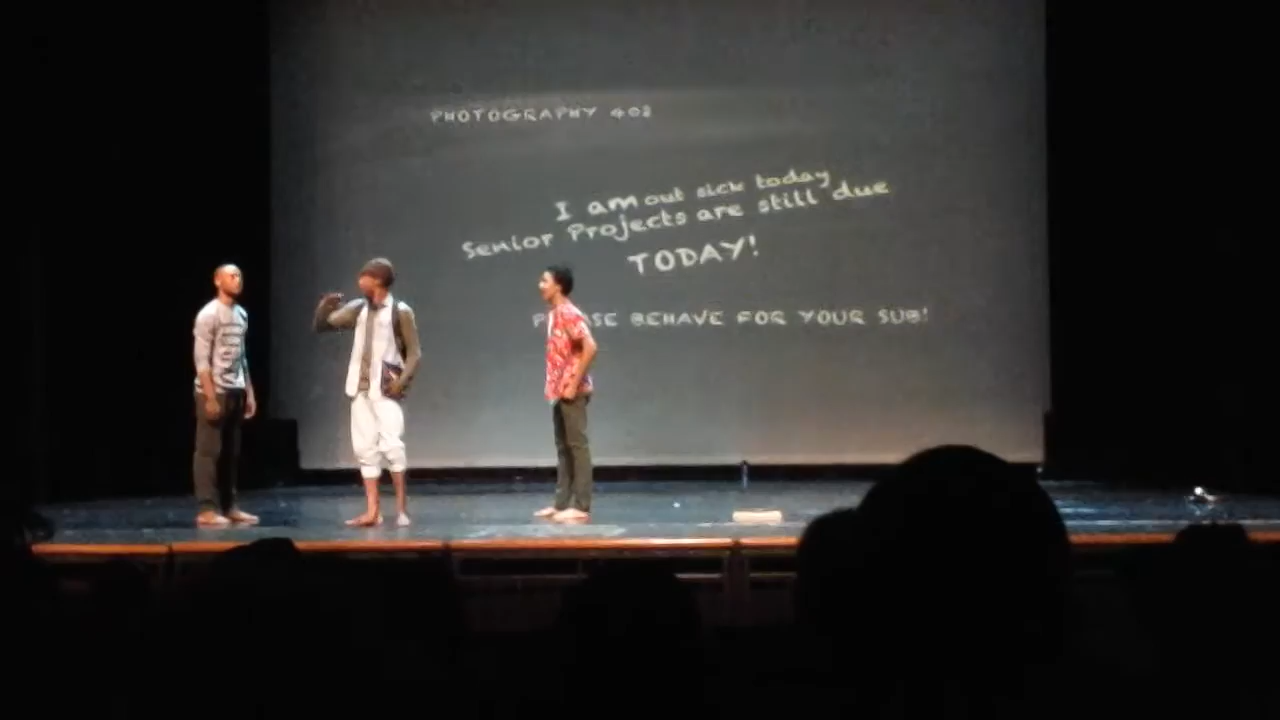 PHOTOGRAPHY 402
I am out sick today
Senior Projects are still due
TODAY!
SE BEHAVE FOR YOUR SUB!